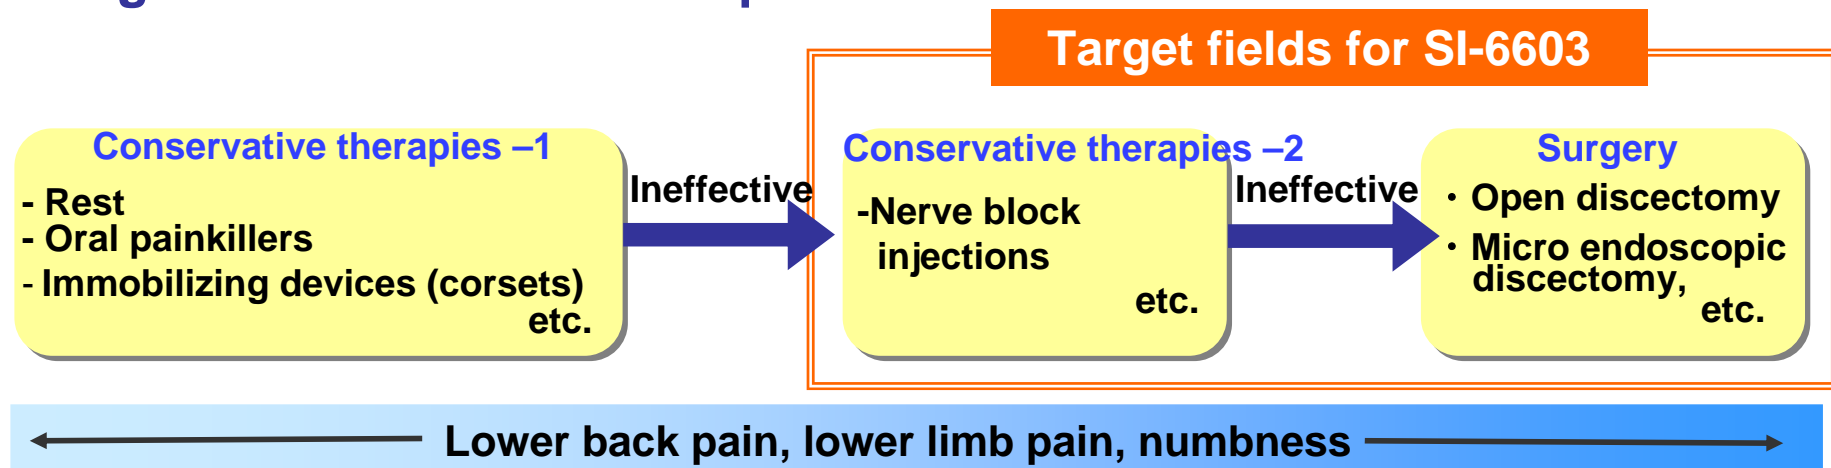 Target fields for SI-6603
Conservative therapies –1
- Rest
- Oral painkillers
- Immobilizing devices (corsets)
etc.
Ineffective
Conservative therapies –2
-Nerve block
injections
etc.
Ineffective
Surgery
・ Open discectomy
・ Micro endoscopic
discectomy,
etc.
Lower back pain, lower limb pain, numbness